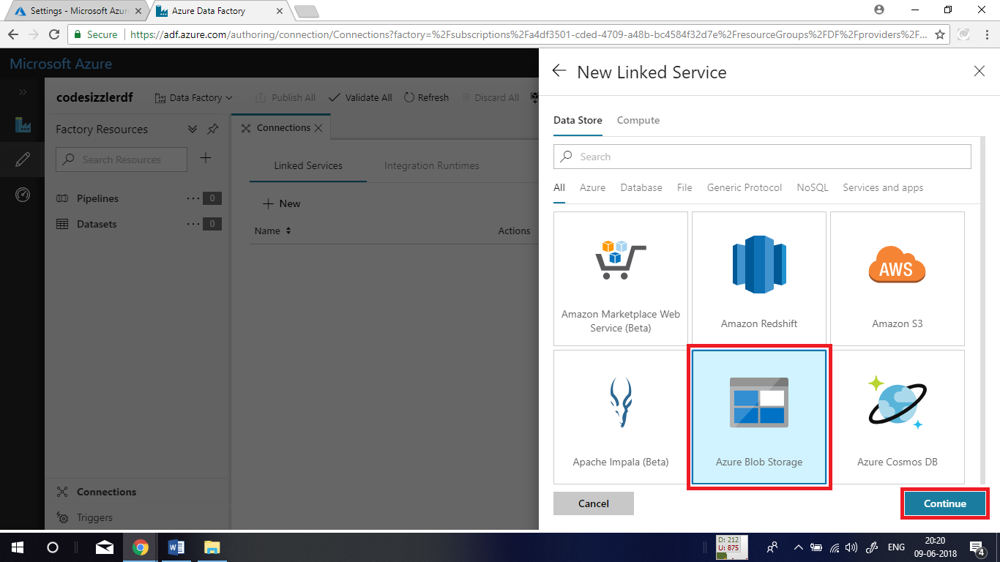 Settings - Microsoft Azur
Azure Data Factory
Secure
https://adf.azure.com/authoring/connection/Connections?factory=%2Fsubscriptions%2Fa4df3501-cded-4709-a48b-bc4584f32d7e%2FresourceGroups%2FDF%2Fproviders%2F...
Microsoft Azure
codesizzlerdf
Data Factory
Publish All
Validate All
Refresh
Discard All
Factory Resources
Search Resources
Pipelines
0
Datasets
0
Connections
Triggers
Connections
Linked Services
Integration Runtimes
New
Name
Actions
New Linked Service
Data Store
Compute
Search
All
Azure
Database
File
Generic Protocol
NoSQL
Services and apps
Amazon Marketplace Web
Service (Beta)
Amazon Redshift
AWS
Amazon S3
Apache Impala (Beta)
Azure Blob Storage
Azure Cosmos DB
Cancel
Continue
D: 212
U: 875
ENG
20:20
09-06-2018
4